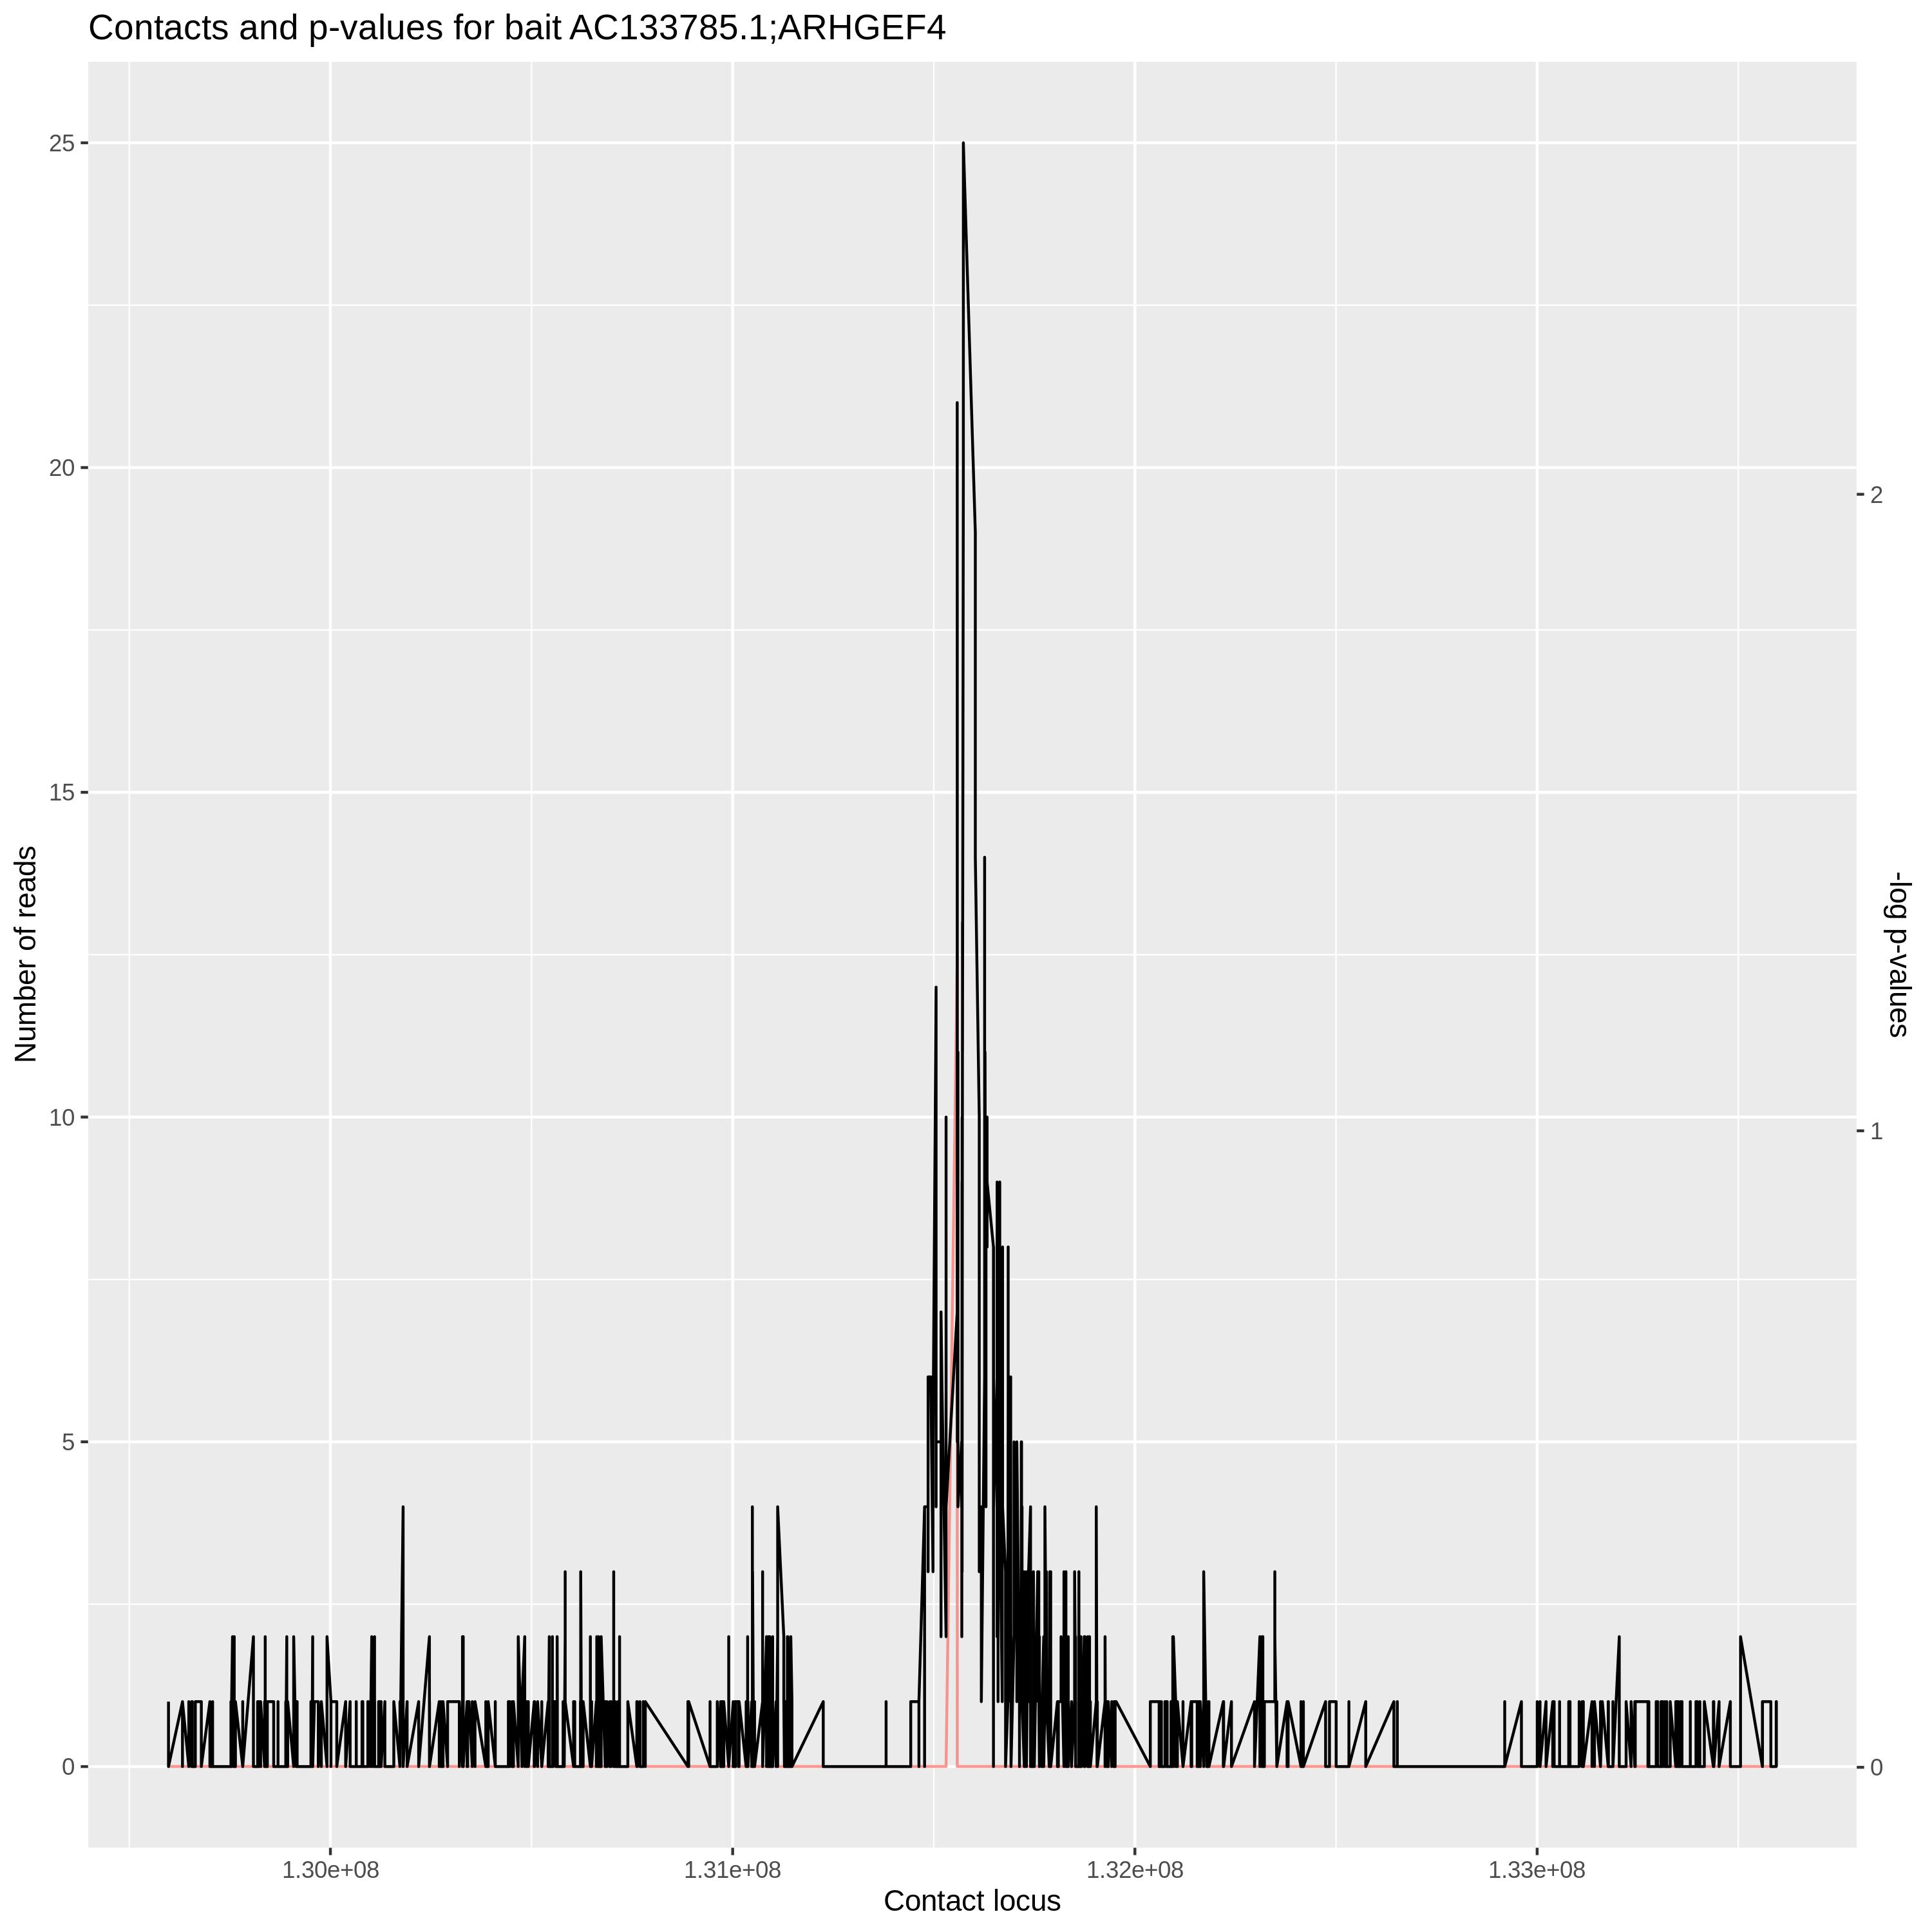 Contacts and p-values for bait AC133785.1;ARHGEF4
25
20
15
10
5
0
Number of reads
2
1
0
-log p-values
1.30e+08
1.31e+08
1.32e+08
1.33e+08
Contact locus